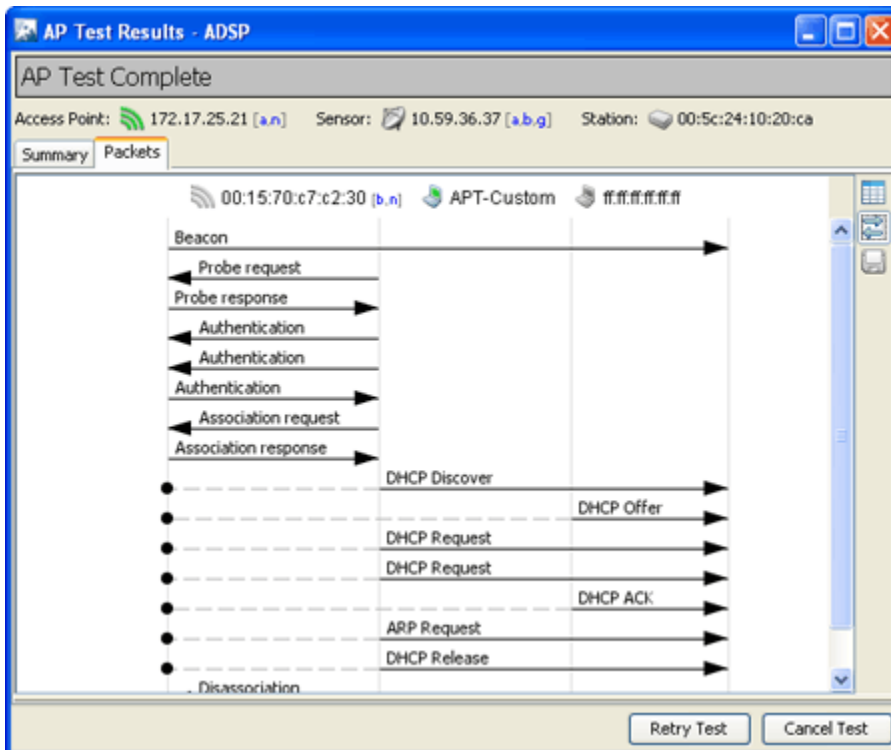 AP Test Results - ADSP
AP Test Complete
Access Point: 172.17.25.21 [a,n] Sensor: 10.59.36.37 [a,b,g] Station: 00:5c:24:10:20:ca
Summary Packets
00:15:70:c7:c2:30 [b,n] APT-Custom ff:ff:ff:ff:ff:ff
Beacon
Probe request
Probe response
Authentication
Authentication
Authentication
Association request
Association response
DHCP Discover
DHCP Offer
DHCP Request
DHCP Request
DHCP ACK
ARP Request
DHCP Release
Disassociation
Retry Test Cancel Test